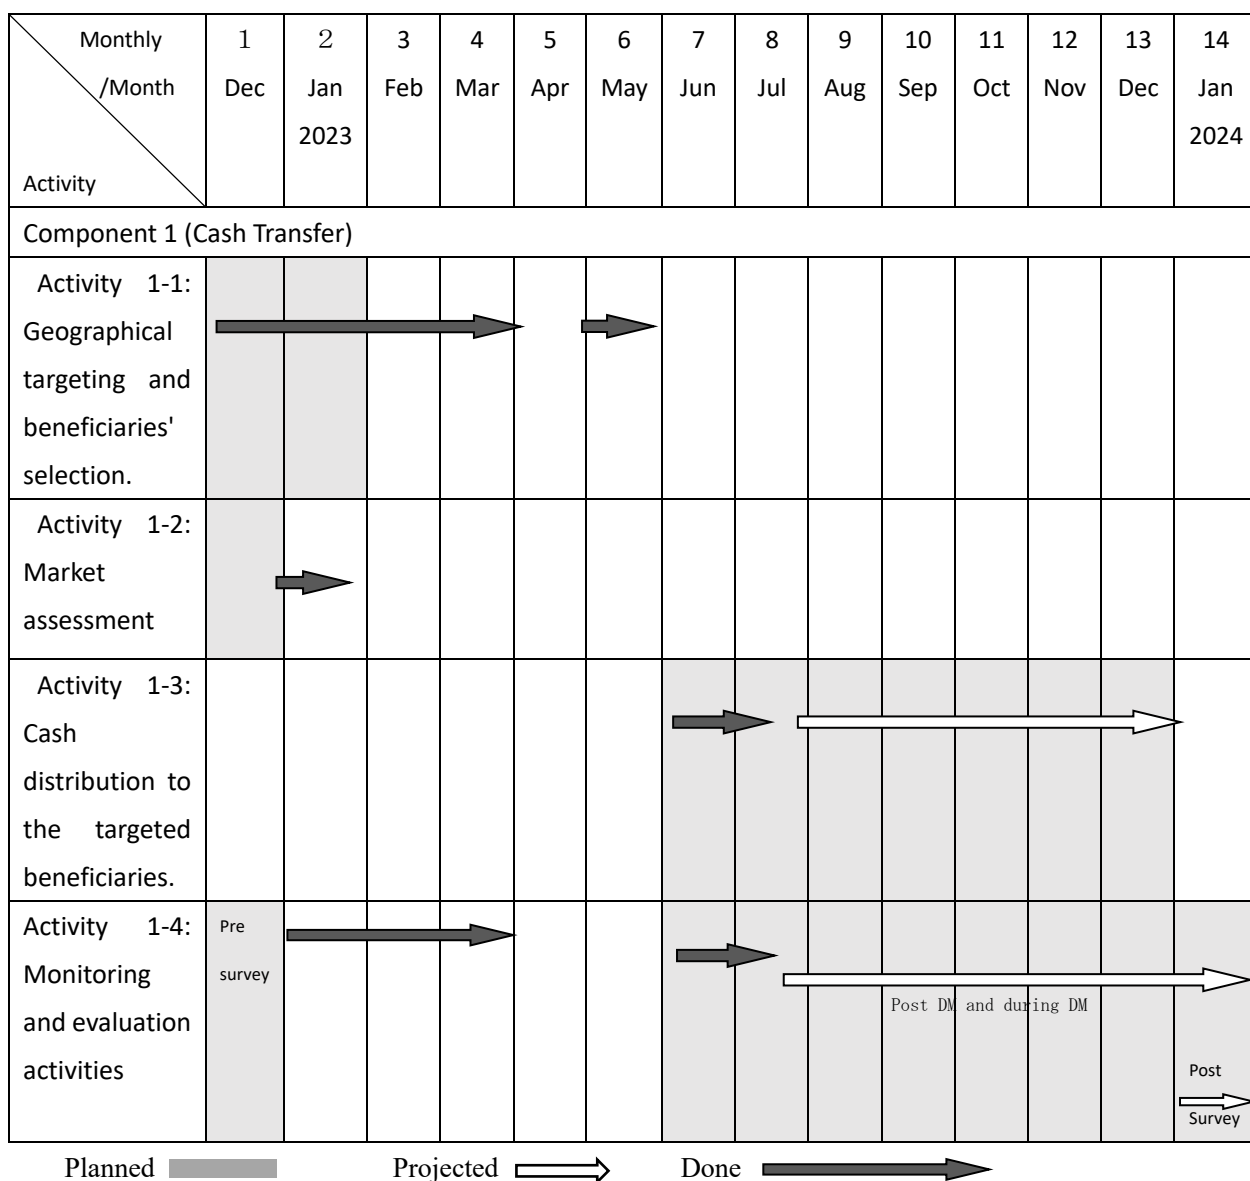 Monthly
/Month
Activity
1 2 3 4 5 6 7 8 9 10 11 12 13 14
Dec Jan Feb Mar Apr May Jun Jul Aug Sep Oct Nov Dec Jan
2023 2024
Component 1 (Cash Transfer)
Activity 1-1:
Geographical
targeting and
beneficiaries'
selection.
Activity 1-2:
Market
assessment
Activity 1-3:
Cash
distribution to
the targeted
beneficiaries.
Activity 1-4:
Monitoring
and evaluation
activities
Pre
survey
Post DM and during DM
Post
Survey
Planned Projected Done